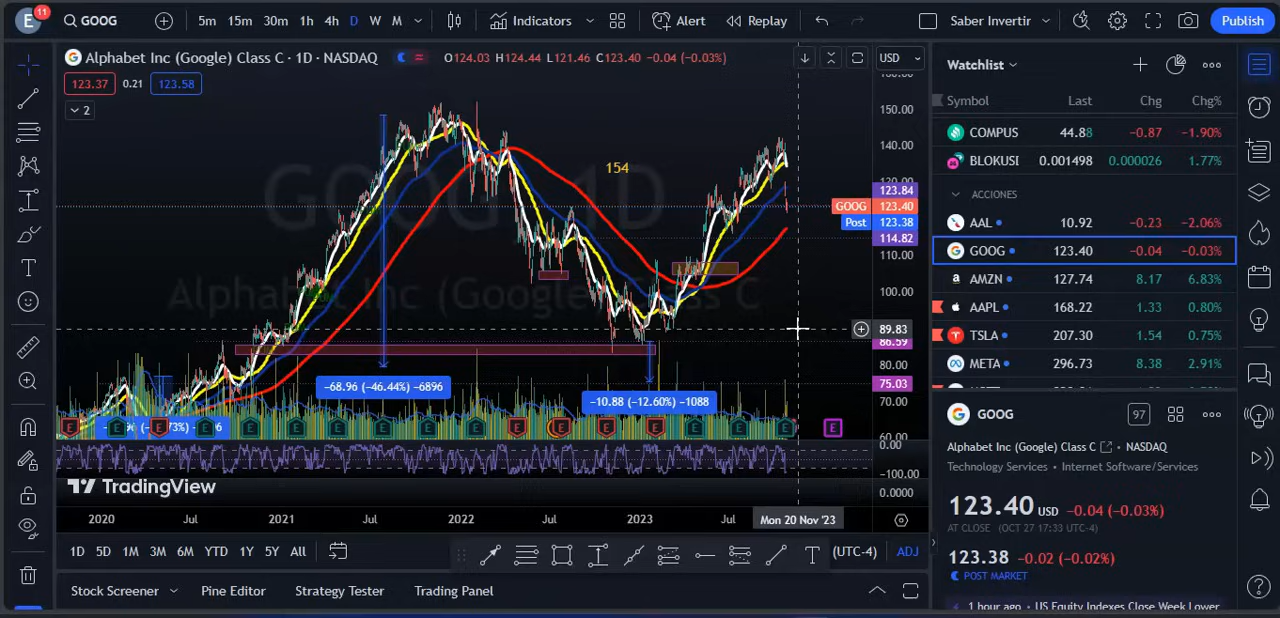 E 11 GOOG 5m 15m 30m 1h 4h D W M Indicators Alert Replay Saber Invertir Publish
Alphabet Inc (Google) Class C · 1D · NASDAQ O124.03 H124.44 L121.46 C123.40 −0.04 (−0.03%) USD
123.37 0.21 123.58
2
GOOG, 1D
Alphabet Inc (Google) Class C
154
150.00
140.00
130.00
123.84
GOOG 123.40
Post 123.38
114.82
110.00
100.00
89.83
86.59
80.00
75.03
70.00
60.00
0.00
−100.00
0.0000
−68.96 (−46.44%) −6896
−10.88 (−12.60%) −1088
E E E E E E E E E E E E E E E E E E
TradingView
2020 Jul 2021 Jul 2022 Jul 2023 Jul Mon 20 Nov '23
1D 5D 1M 3M 6M YTD 1Y 5Y All (UTC-4) ADJ
Stock Screener Pine Editor Strategy Tester Trading Panel
Watchlist
Symbol Last Chg Chg%
COMPUS 44.88 −0.87 −1.90%
BLOKUSI 0.001498 0.000026 1.77%
ACCIONES
AAL 10.92 −0.23 −2.06%
GOOG 123.40 −0.04 −0.03%
AMZN 127.74 8.17 6.83%
AAPL 168.22 1.33 0.80%
TSLA 207.30 1.54 0.75%
META 296.73 8.38 2.91%
GOOG 97
Alphabet Inc (Google) Class C · NASDAQ
Technology Services · Internet Software/Services
123.40 USD −0.04 (−0.03%)
AT CLOSE (OCT 27 17:33 UTC-4)
123.38 −0.02 (−0.02%)
POST MARKET
1 hour ago · US Equity Indexes Close Week Lower